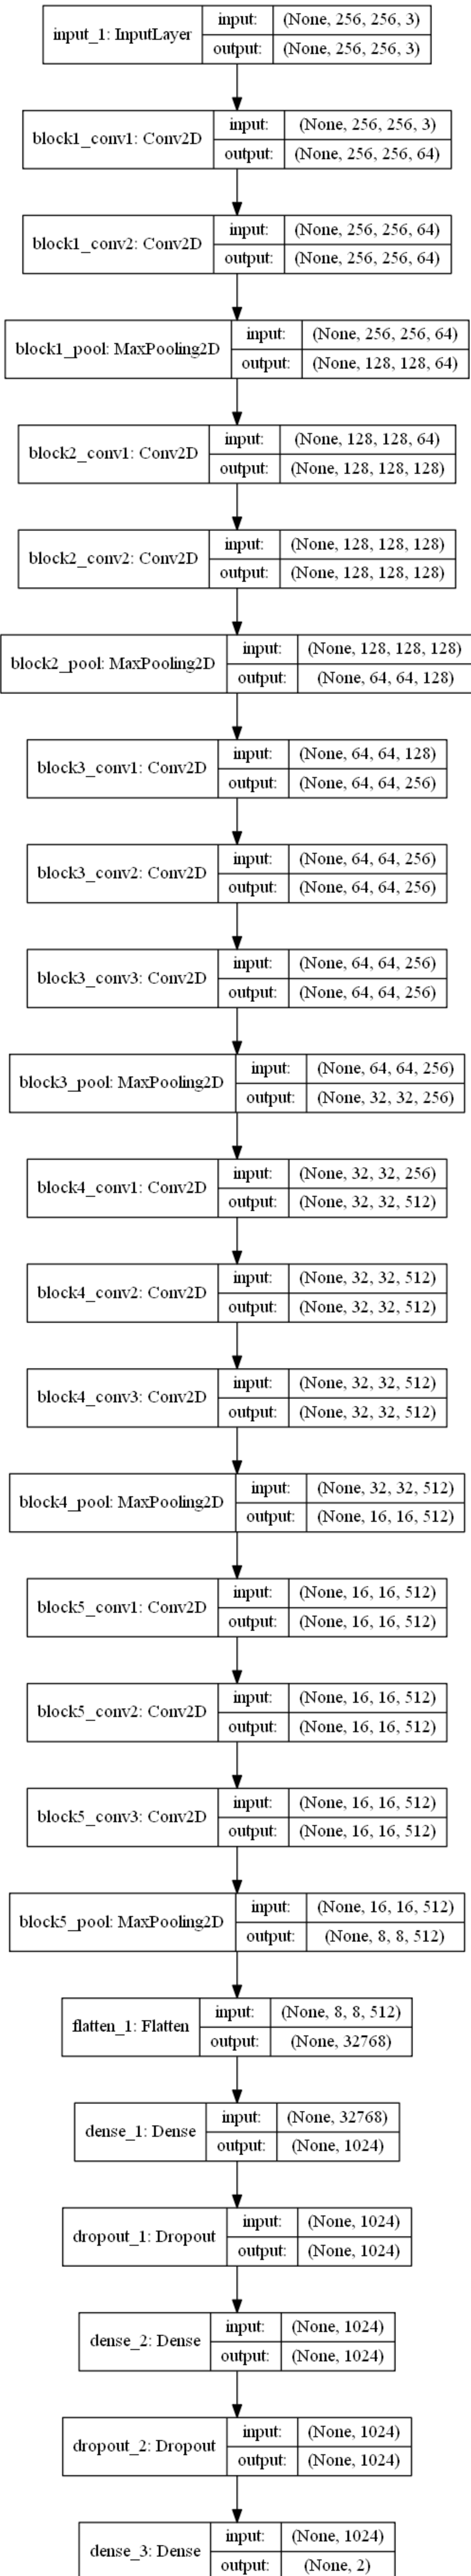 input_1: InputLayer
input: (None, 256, 256, 3)
output: (None, 256, 256, 3)
block1_conv1: Conv2D
input: (None, 256, 256, 3)
output: (None, 256, 256, 64)
block1_conv2: Conv2D
input: (None, 256, 256, 64)
output: (None, 256, 256, 64)
block1_pool: MaxPooling2D
input: (None, 256, 256, 64)
output: (None, 128, 128, 64)
block2_conv1: Conv2D
input: (None, 128, 128, 64)
output: (None, 128, 128, 128)
block2_conv2: Conv2D
input: (None, 128, 128, 128)
output: (None, 128, 128, 128)
block2_pool: MaxPooling2D
input: (None, 128, 128, 128)
output: (None, 64, 64, 128)
block3_conv1: Conv2D
input: (None, 64, 64, 128)
output: (None, 64, 64, 256)
block3_conv2: Conv2D
input: (None, 64, 64, 256)
output: (None, 64, 64, 256)
block3_conv3: Conv2D
input: (None, 64, 64, 256)
output: (None, 64, 64, 256)
block3_pool: MaxPooling2D
input: (None, 64, 64, 256)
output: (None, 32, 32, 256)
block4_conv1: Conv2D
input: (None, 32, 32, 256)
output: (None, 32, 32, 512)
block4_conv2: Conv2D
input: (None, 32, 32, 512)
output: (None, 32, 32, 512)
block4_conv3: Conv2D
input: (None, 32, 32, 512)
output: (None, 32, 32, 512)
block4_pool: MaxPooling2D
input: (None, 32, 32, 512)
output: (None, 16, 16, 512)
block5_conv1: Conv2D
input: (None, 16, 16, 512)
output: (None, 16, 16, 512)
block5_conv2: Conv2D
input: (None, 16, 16, 512)
output: (None, 16, 16, 512)
block5_conv3: Conv2D
input: (None, 16, 16, 512)
output: (None, 16, 16, 512)
block5_pool: MaxPooling2D
input: (None, 16, 16, 512)
output: (None, 8, 8, 512)
flatten_1: Flatten
input: (None, 8, 8, 512)
output: (None, 32768)
dense_1: Dense
input: (None, 32768)
output: (None, 1024)
dropout_1: Dropout
input: (None, 1024)
output: (None, 1024)
dense_2: Dense
input: (None, 1024)
output: (None, 1024)
dropout_2: Dropout
input: (None, 1024)
output: (None, 1024)
dense_3: Dense
input: (None, 1024)
output: (None, 2)